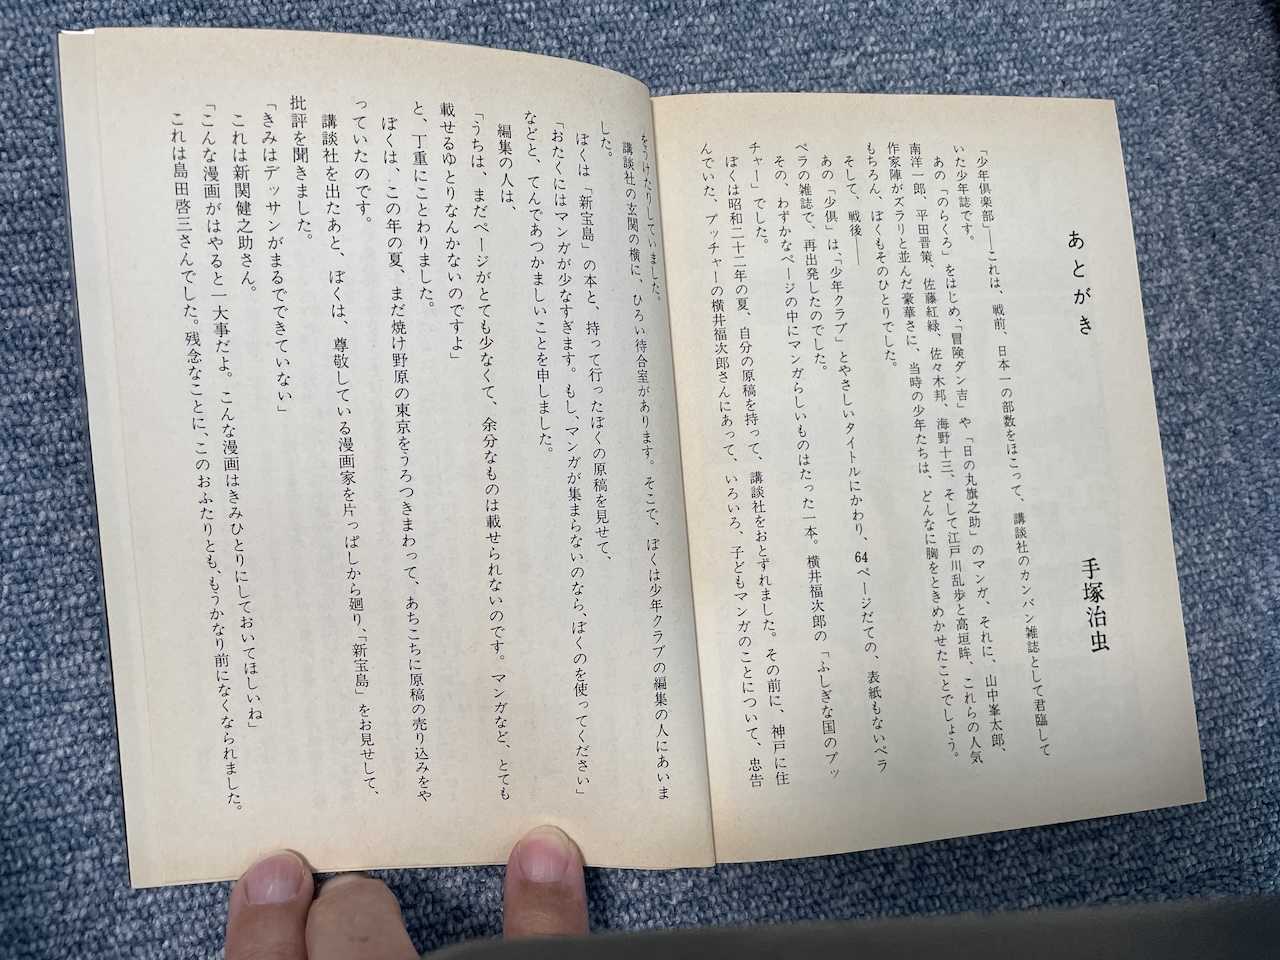 あとがき
手塚治虫
「少年倶楽部」——これは、戦前、日本一の部数をほこって、講談社のカンバン雑誌として君臨して
いた少年誌です。
あの「のらくろ」をはじめ、「冒険ダン吉」や「日の丸旗之助」のマンガ、それに、山中峯太郎、
南洋一郎、平田晋策、佐藤紅緑、佐々木邦、海野十三、そして江戸川乱歩と高垣眸、これらの人気
作家陣がズラリと並んだ豪華さに、当時の少年たちは、どんなに胸をときめかせたことでしょう。
もちろん、ぼくもそのひとりでした。
そして、戦後——
あの「少倶」は、「少年クラブ」とやさしいタイトルにかわり、64ページだての、表紙もないペラ
ペラの雑誌で、再出発したのでした。
その、わずかなページの中にマンガらしいものはたった一本。横井福次郎の「ふしぎな国のプッ
チャー」でした。
ぼくは昭和二十二年の夏、自分の原稿を持って、講談社をおとずれました。その前に、神戸に住
んでいた、プッチャーの横井福次郎さんにあって、いろいろ、子どもマンガのことについて、忠告
をうけたりしていました。
講談社の玄関の横に、ひろい待合室があります。そこで、ぼくは少年クラブの編集の人にあいま
した。
ぼくは「新宝島」の本と、持って行ったぼくの原稿を見せて、
「おたくにはマンガが少なすぎます。もし、マンガが集まらないのなら、ぼくのを使ってください」
などと、てんであつかましいことを申しました。
編集の人は、
「うちは、まだページがとても少なくて、余分なものは載せられないのです。マンガなど、とても
載せるゆとりなんかないのですよ」
と、丁重にことわりました。
ぼくは、この年の夏、まだ焼け野原の東京をうろつきまわって、あちこちに原稿の売り込みをや
っていたのです。
講談社を出たあと、ぼくは、尊敬している漫画家を片っぱしから廻り、「新宝島」をお見せして、
批評を聞きました。
「きみはデッサンがまるでできていない」
これは新関健之助さん。
「こんな漫画がはやると一大事だよ。こんな漫画はきみひとりにしておいてほしいね」
これは島田啓三さんでした。残念なことに、このおふたりとも、もうかなり前になくなられました。